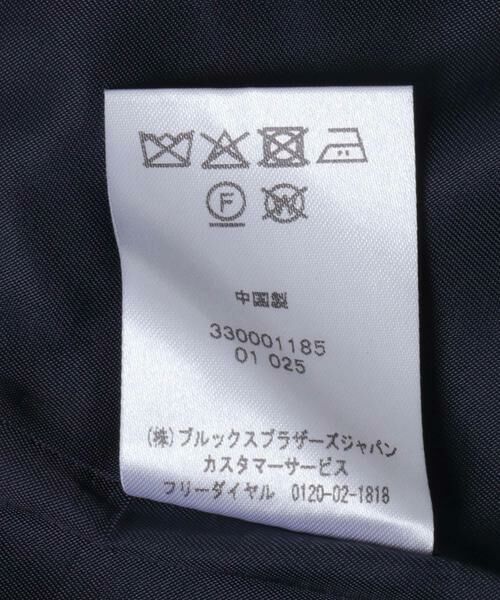 F W
中国製
330001185
01 025
(株)ブルックスブラザーズジャパン
カスタマーサービス
フリーダイヤル 0120-02-1818